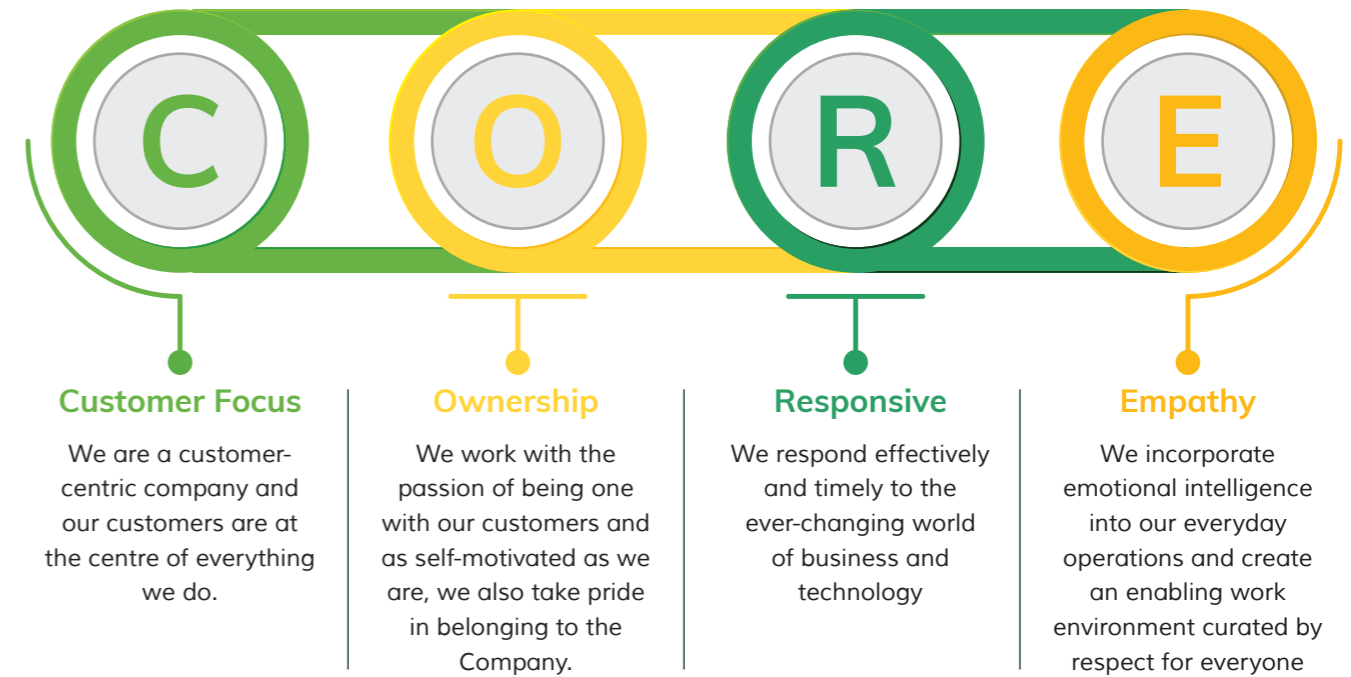 C
O
R
E
Customer Focus
We are a customer-
centric company and
our customers are at
the centre of everything
we do.
Ownership
We work with the
passion of being one
with our customers and
as self-motivated as we
are, we also take pride
in belonging to the
Company.
Responsive
We respond effectively
and timely to the
ever-changing world
of business and
technology
Empathy
We incorporate
emotional intelligence
into our everyday
operations and create
an enabling work
environment curated by
respect for everyone